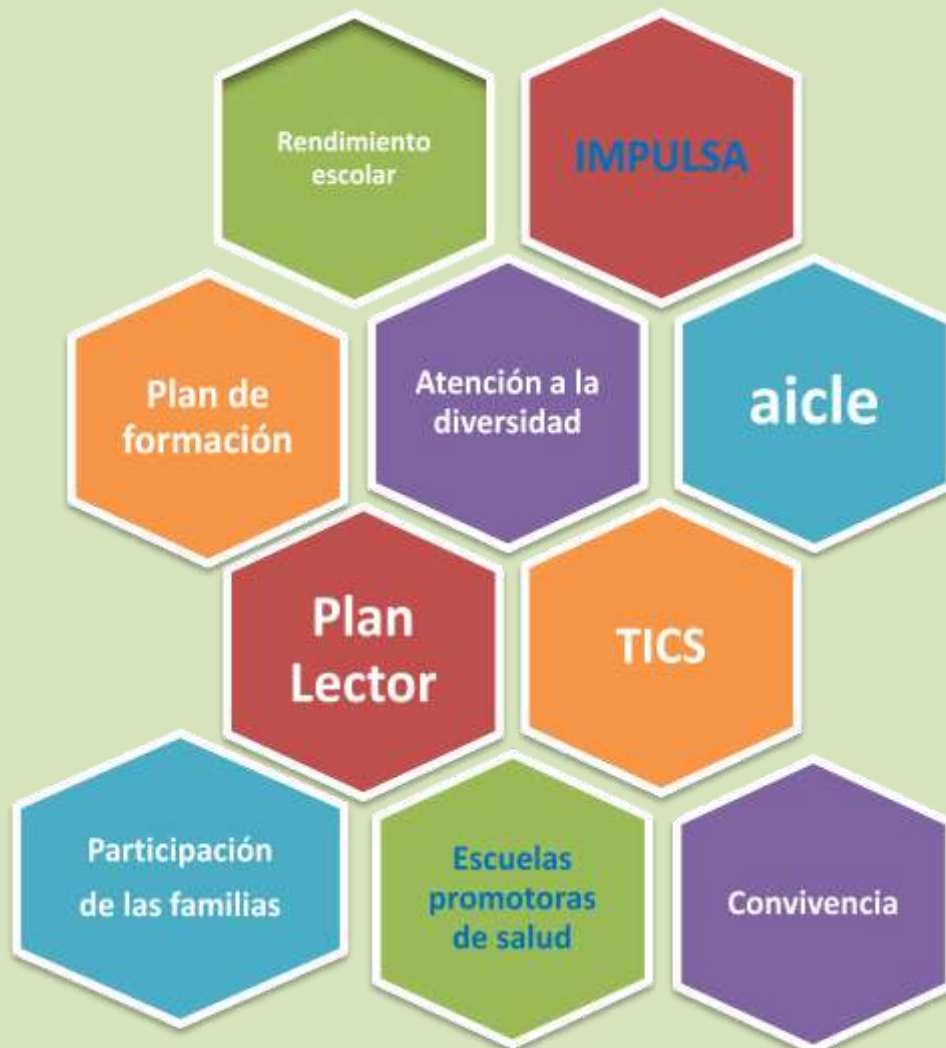 Rendimiento
escolar
IMPULSA
Plan de
formación
Atención a la
diversidad
aicle
Plan
Lector
TICS
Participación
de las familias
Escuelas
promotoras
de salud
Convivencia